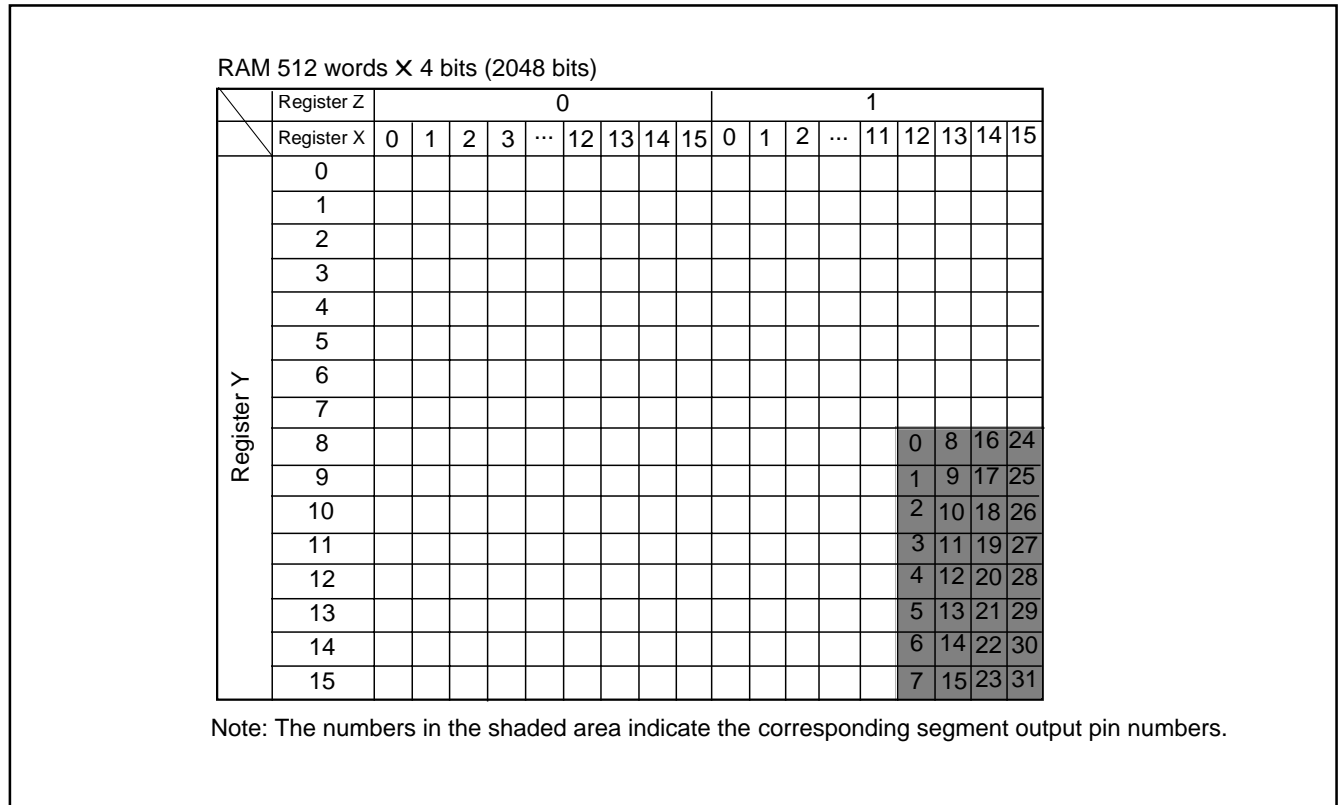 RAM 512 words ✕ 4 bits (2048 bits)
Register Z 0 1
Register X 0 1 2 3 ... 12 13 14 15 0 1 2 ... 11 12 13 14 15
Register Y
0
1
2
3
4
5
6
7
8 0 8 16 24
9 1 9 17 25
10 2 10 18 26
11 3 11 19 27
12 4 12 20 28
13 5 13 21 29
14 6 14 22 30
15 7 15 23 31
Note: The numbers in the shaded area indicate the corresponding segment output pin numbers.